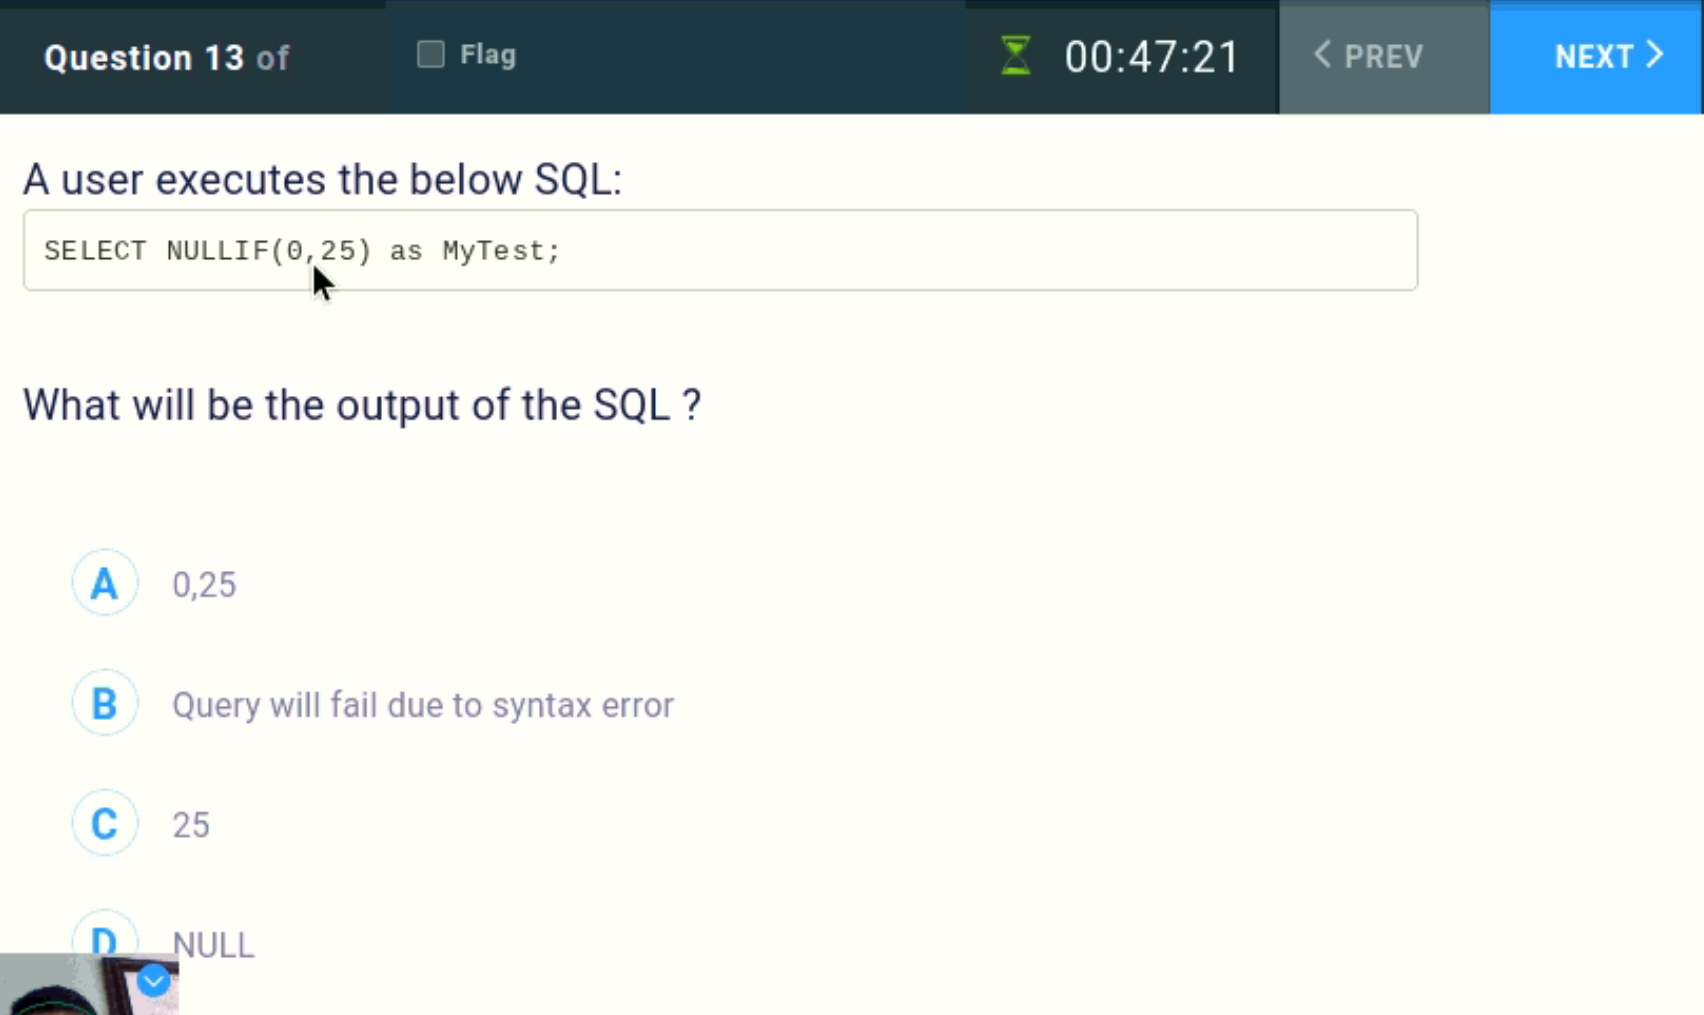 Question 13 of
Flag
00:47:21
PREV
NEXT
A user executes the below SQL:
SELECT NULLIF(0,25) as MyTest;
What will be the output of the SQL ?
A 0,25
B Query will fail due to syntax error
C 25
D NULL